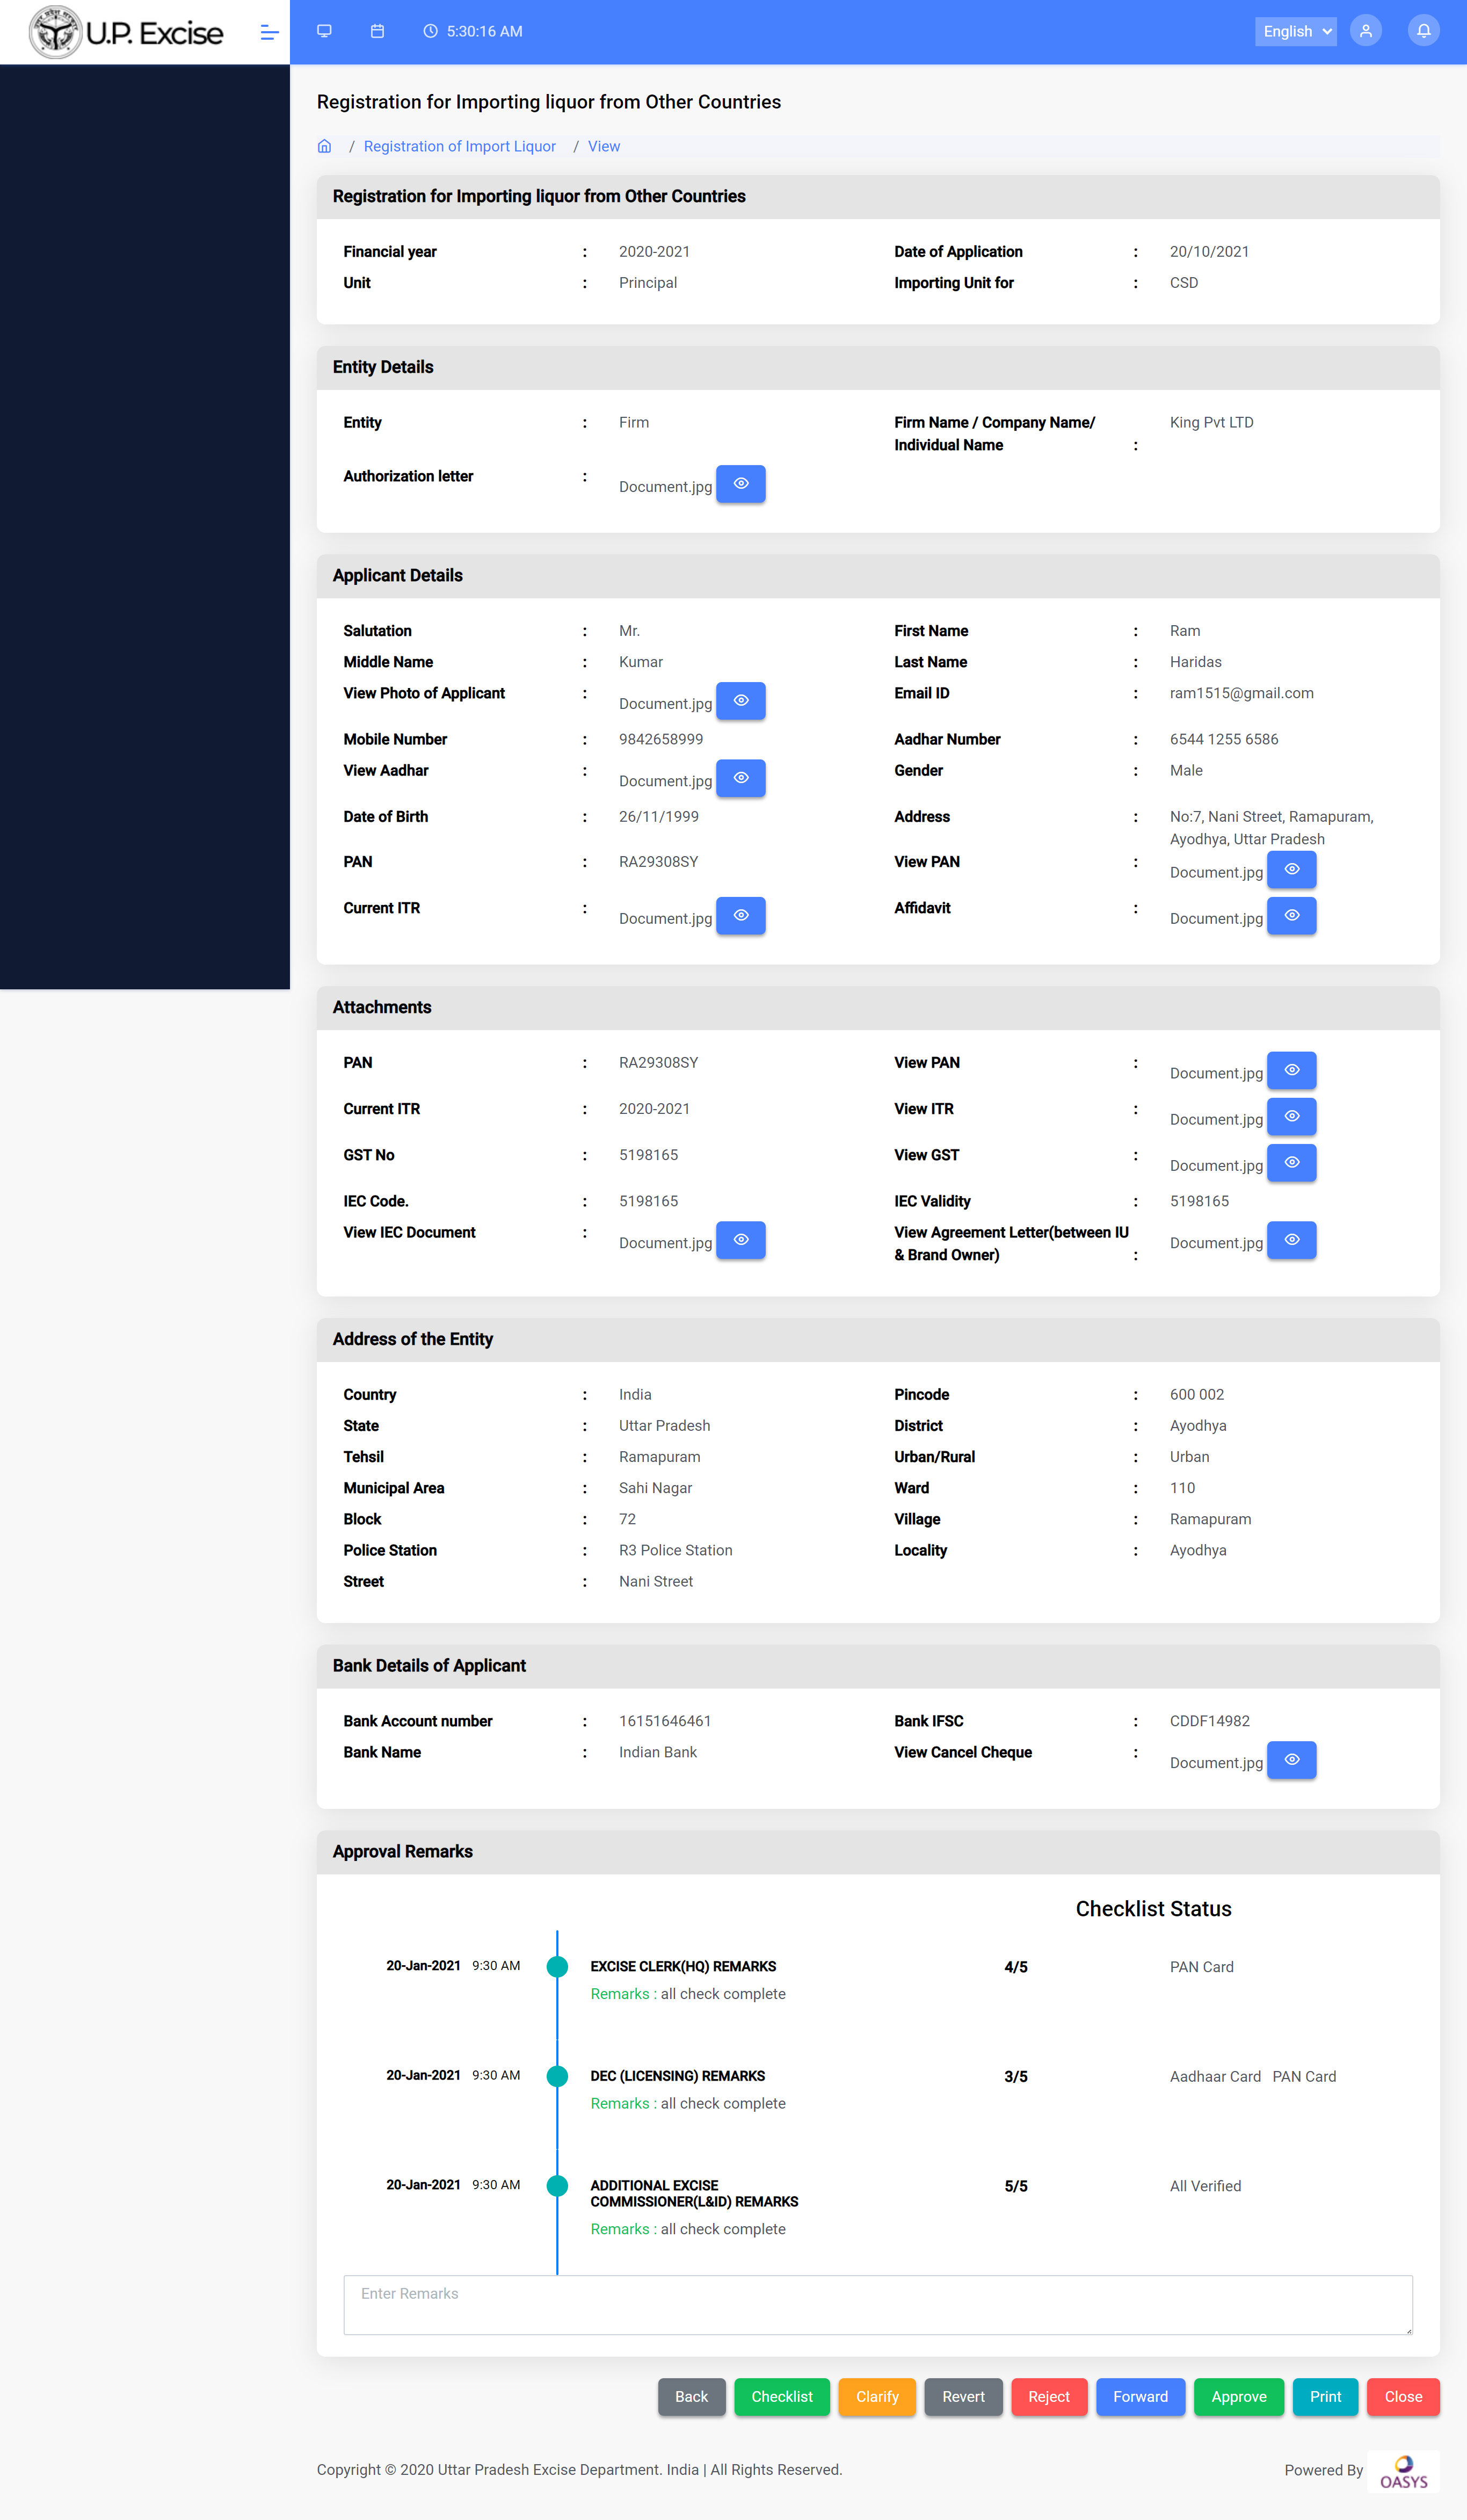 U.P. Excise
5:30:16 AM
English
Registration for Importing liquor from Other Countries
/ Registration of Import Liquor / View
Registration for Importing liquor from Other Countries
Financial year : 2020-2021 Date of Application : 20/10/2021
Unit : Principal Importing Unit for : CSD
Entity Details
Entity : Firm Firm Name / Company Name/ King Pvt LTD
Individual Name :
Authorization letter : Document.jpg
Applicant Details
Salutation : Mr. First Name : Ram
Middle Name : Kumar Last Name : Haridas
View Photo of Applicant : Document.jpg Email ID : ram1515@gmail.com
Mobile Number : 9842658999 Aadhar Number : 6544 1255 6586
View Aadhar : Document.jpg Gender : Male
Date of Birth : 26/11/1999 Address : No:7, Nani Street, Ramapuram,
Ayodhya, Uttar Pradesh
PAN : RA29308SY View PAN : Document.jpg
Current ITR : Document.jpg Affidavit : Document.jpg
Attachments
PAN : RA29308SY View PAN : Document.jpg
Current ITR : 2020-2021 View ITR : Document.jpg
GST No : 5198165 View GST : Document.jpg
IEC Code. : 5198165 IEC Validity : 5198165
View IEC Document : Document.jpg View Agreement Letter(between IU Document.jpg
& Brand Owner) :
Address of the Entity
Country : India Pincode : 600 002
State : Uttar Pradesh District : Ayodhya
Tehsil : Ramapuram Urban/Rural : Urban
Municipal Area : Sahi Nagar Ward : 110
Block : 72 Village : Ramapuram
Police Station : R3 Police Station Locality : Ayodhya
Street : Nani Street
Bank Details of Applicant
Bank Account number : 16151646461 Bank IFSC : CDDF14982
Bank Name : Indian Bank View Cancel Cheque : Document.jpg
Approval Remarks
Checklist Status
20-Jan-2021 9:30 AM EXCISE CLERK(HQ) REMARKS 4/5 PAN Card
Remarks : all check complete
20-Jan-2021 9:30 AM DEC (LICENSING) REMARKS 3/5 Aadhaar Card PAN Card
Remarks : all check complete
20-Jan-2021 9:30 AM ADDITIONAL EXCISE 5/5 All Verified
COMMISSIONER(L&ID) REMARKS
Remarks : all check complete
Enter Remarks
Back Checklist Clarify Revert Reject Forward Approve Print Close
Copyright © 2020 Uttar Pradesh Excise Department. India | All Rights Reserved. Powered By OASYS